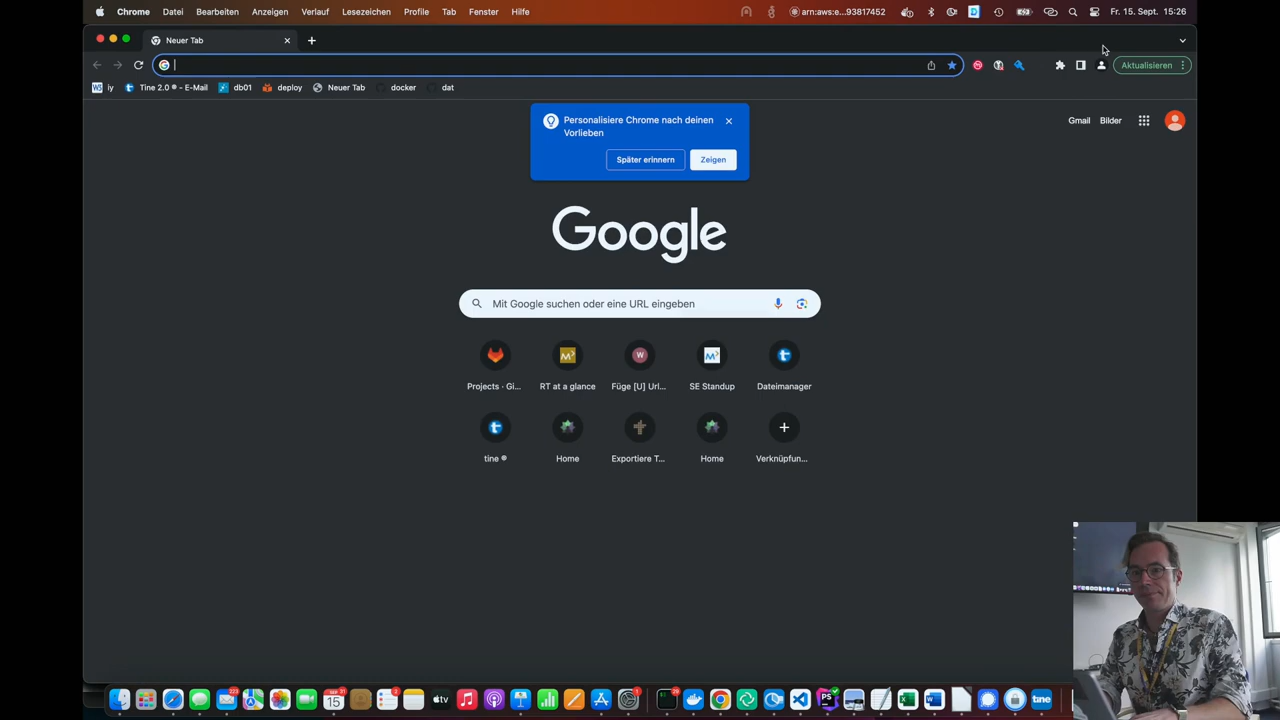 Chrome Datei Bearbeiten Anzeigen Verlauf Lesezeichen Profile Tab Fenster Hilfe
arn:aws:e...93817452 Fr. 15. Sept. 15:26
Neuer Tab
Aktualisieren
ly Tine 2.0 ® - E-Mail db01 deploy Neuer Tab docker dat
Personalisiere Chrome nach deinen
Vorlieben
Später erinnern Zeigen
Gmail Bilder
Google
Mit Google suchen oder eine URL eingeben
Projects · Gi... RT at a glance Füge [U] Url... SE Standup Dateimanager
tine ® Home Exportiere T... Home Verknüpfun...